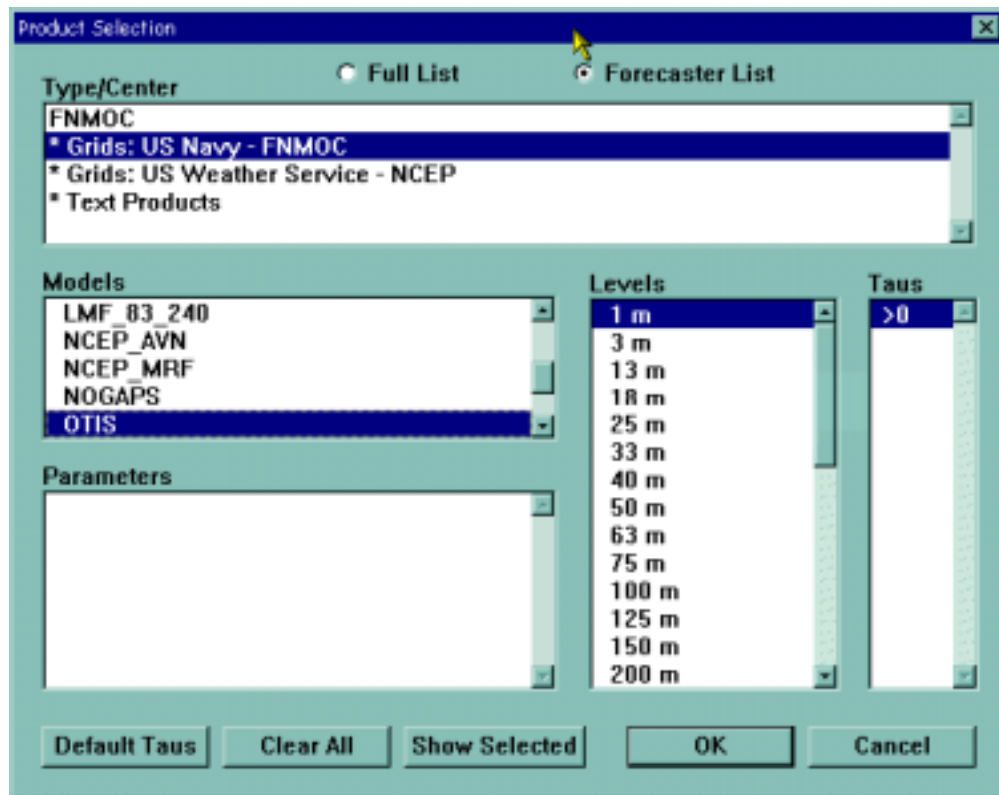 Product Selection
Full List
Forecaster List
Type/Center
FNMOC
* Grids: US Navy - FNMOC
* Grids: US Weather Service - NCEP
* Text Products
Models
LMF_83_240
NCEP_AVN
NCEP_MRF
NOGAPS
OTIS
Levels
1 m
3 m
13 m
18 m
25 m
33 m
40 m
50 m
63 m
75 m
100 m
125 m
150 m
200 m
Taus
>0
Parameters
Default Taus
Clear All
Show Selected
OK
Cancel